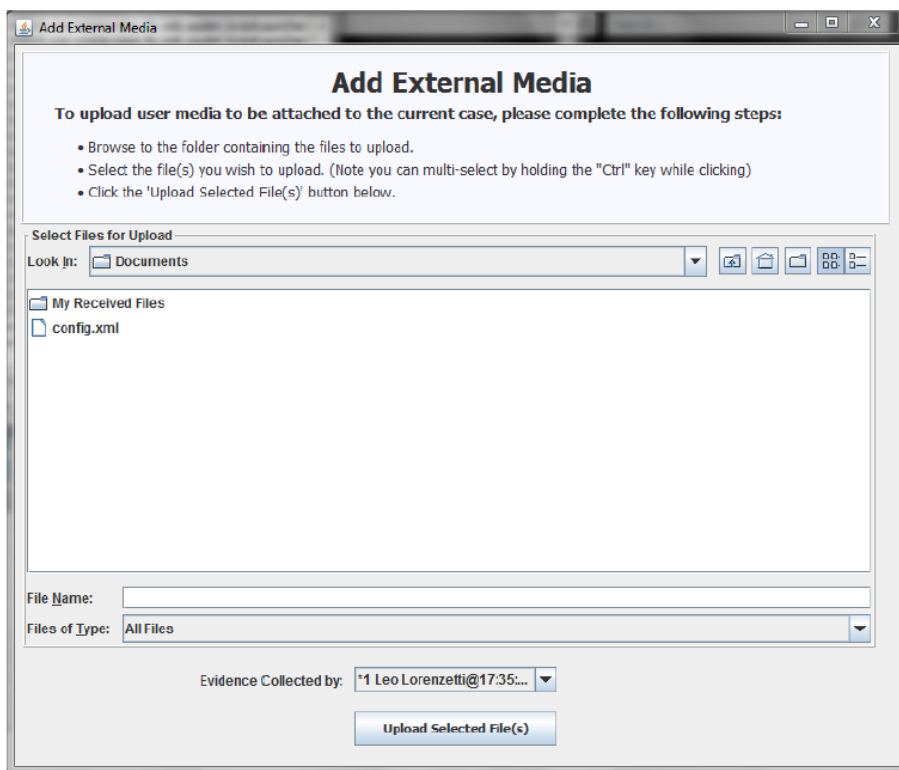 Add External Media
Add External Media
To upload user media to be attached to the current case, please complete the following steps:
• Browse to the folder containing the files to upload.
• Select the file(s) you wish to upload. (Note you can multi-select by holding the "Ctrl" key while clicking)
• Click the 'Upload Selected File(s)' button below.
Select Files for Upload
Look In: Documents
My Received Files
config.xml
File Name:
Files of Type: All Files
Evidence Collected by: *1 Leo Lorenzetti@17:35:...
Upload Selected File(s)